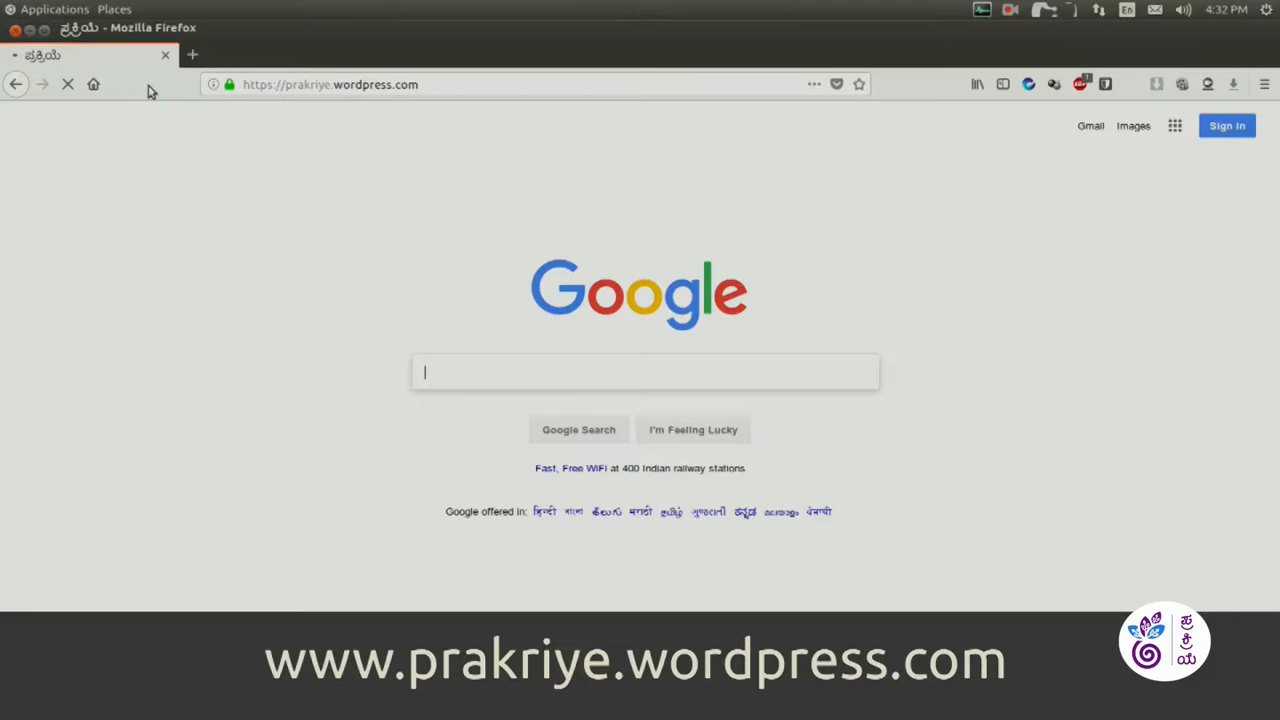 Applications Places
En
4:32 PM
ಪ್ರಕ್ರಿಯೆ - Mozilla Firefox
ಪ್ರಕ್ರಿಯೆ
https://prakriye.wordpress.com
Gmail Images Sign in
Google
Google Search I'm Feeling Lucky
Fast, Free WiFi at 400 Indian railway stations
Google offered in: हिन्दी বাংলা తెలుగు मराठी தமிழ் ગુજરાતી ಕನ್ನಡ മലയാളം ਪੰਜਾਬੀ
www.prakriye.wordpress.com
ಪ್ರಕ್ರಿಯೆ